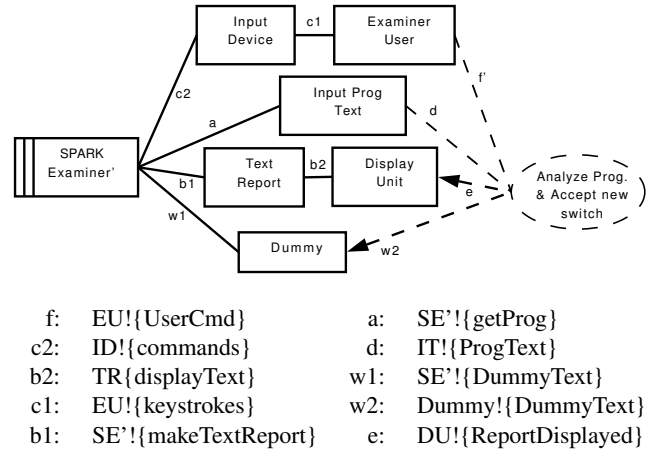 Input
Device
c1
Examiner
User
f'
c2
Input Prog
Text
a
d
SPARK
Examiner'
Text
Report
b2
Display
Unit
b1
e
Analyze Prog.
& Accept new
switch
w1
Dummy
w2
f: EU!{UserCmd} a: SE'!{getProg}
c2: ID!{commands} d: IT!{ProgText}
b2: TR{displayText} w1: SE'!{DummyText}
c1: EU!{keystrokes} w2: Dummy!{DummyText}
b1: SE'!{makeTextReport} e: DU!{ReportDisplayed}